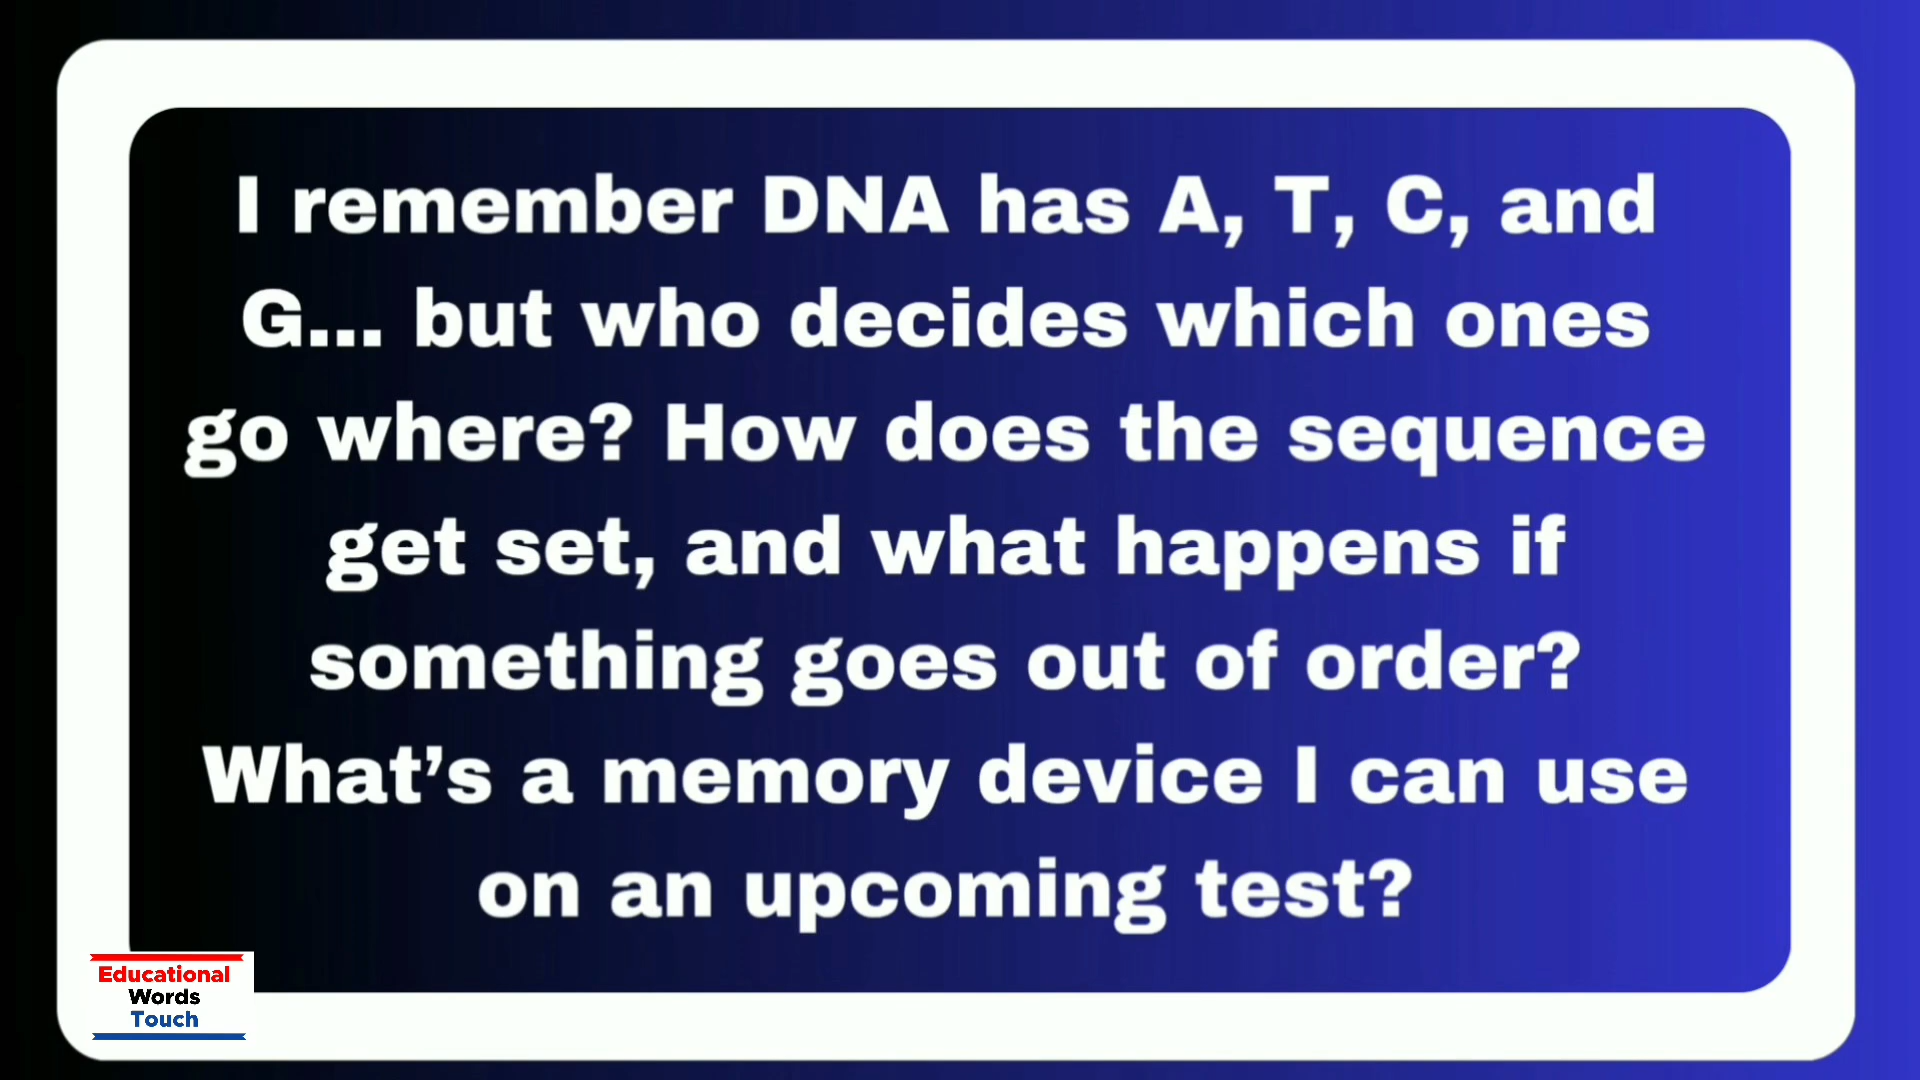 I remember DNA has A, T, C, and
G... but who decides which ones
go where? How does the sequence
get set, and what happens if
something goes out of order?
What’s a memory device I can use
on an upcoming test?
Educational
Words
Touch